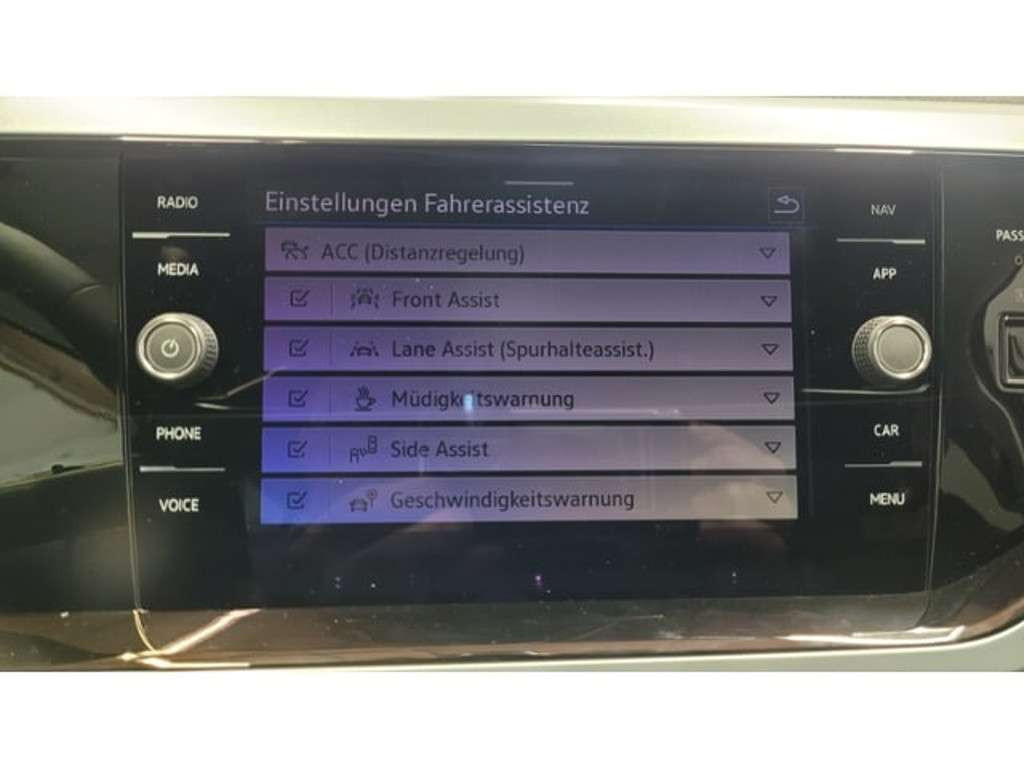 RADIO
MEDIA
PHONE
VOICE
Einstellungen Fahrerassistenz
ACC (Distanzregelung)
Front Assist
Lane Assist (Spurhalteassist.)
Müdigkeitswarnung
Side Assist
Geschwindigkeitswarnung
NAV
APP
CAR
MENU
PASS